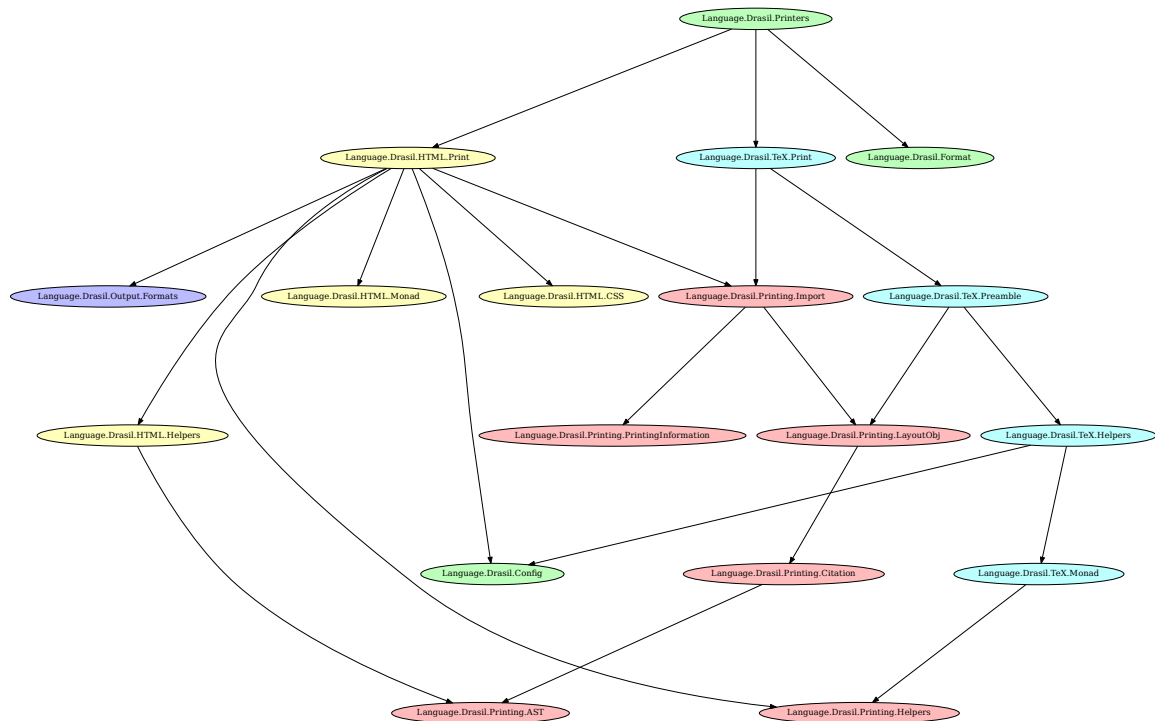 Language.Drasil.Printers
Language.Drasil.HTML.Print
Language.Drasil.TeX.Print
Language.Drasil.Format
Language.Drasil.Output.Formats
Language.Drasil.HTML.Monad
Language.Drasil.HTML.CSS
Language.Drasil.Printing.Import
Language.Drasil.TeX.Preamble
Language.Drasil.HTML.Helpers
Language.Drasil.Printing.PrintingInformation
Language.Drasil.Printing.LayoutObj
Language.Drasil.TeX.Helpers
Language.Drasil.Config
Language.Drasil.Printing.Citation
Language.Drasil.TeX.Monad
Language.Drasil.Printing.AST
Language.Drasil.Printing.Helpers